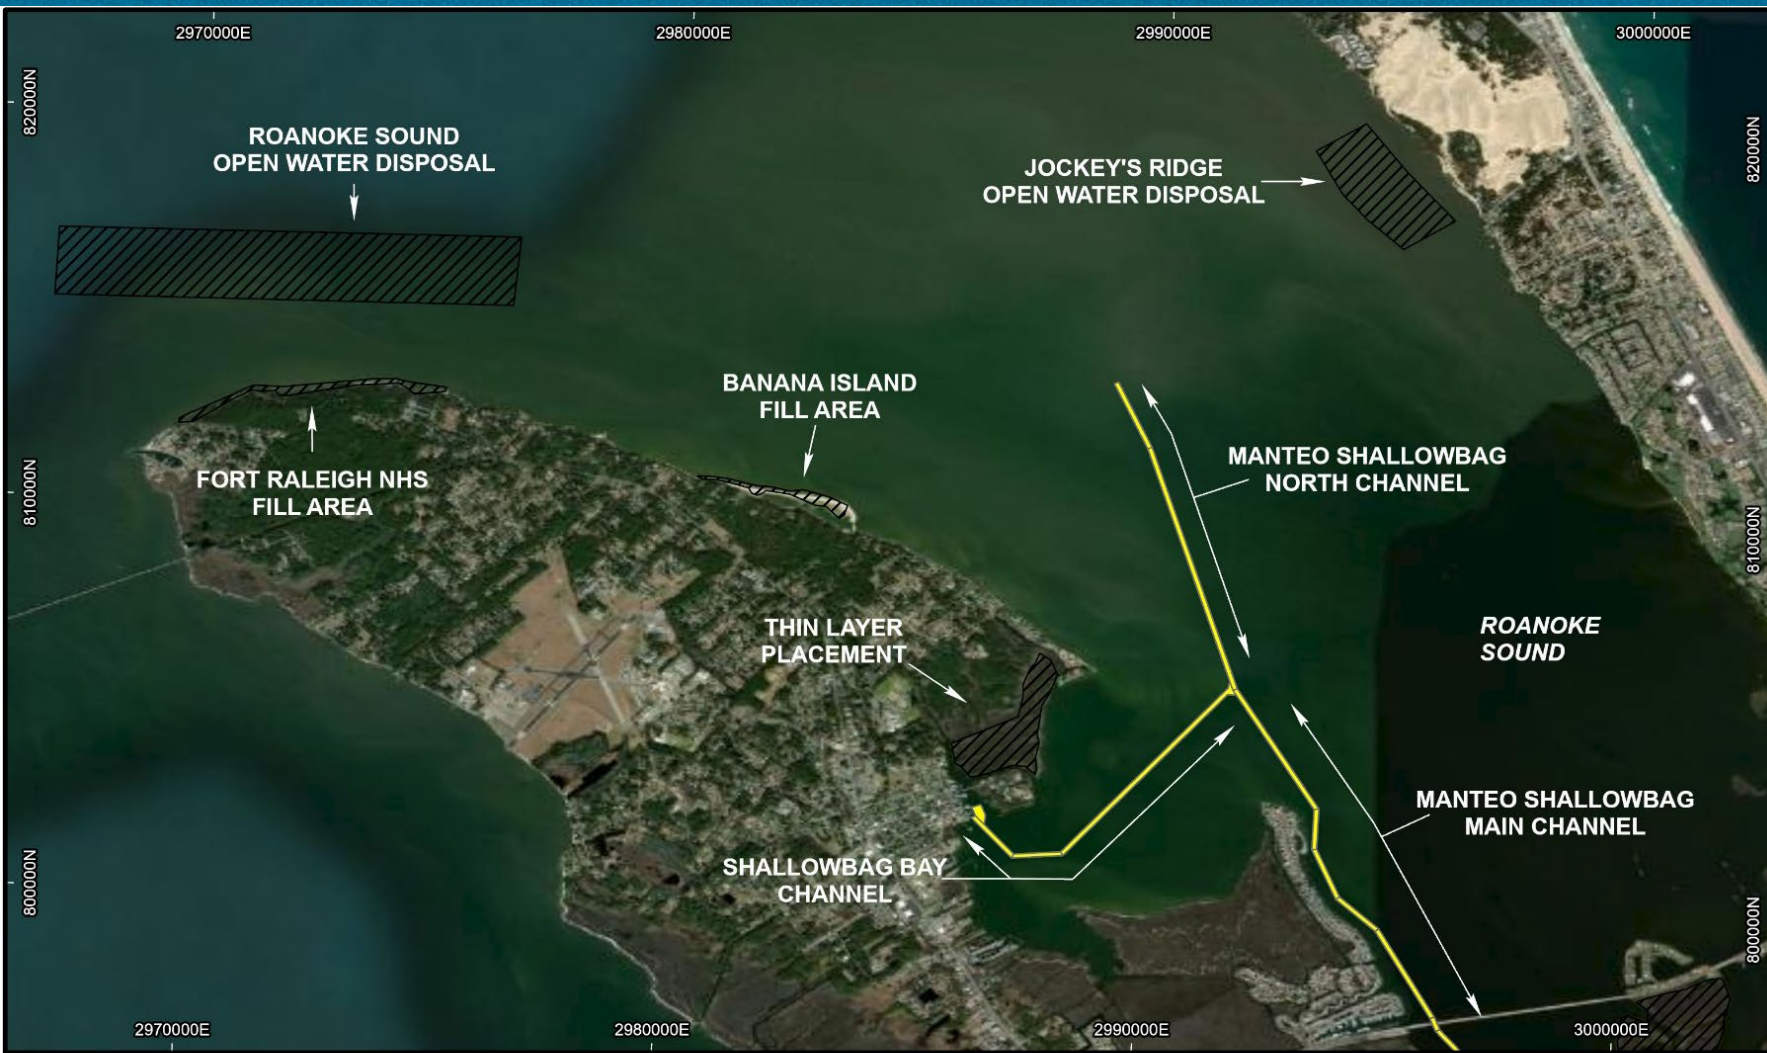 2970000E
2980000E
2990000E
3000000E
820000N
820000N
ROANOKE SOUND
OPEN WATER DISPOSAL
JOCKEY'S RIDGE
OPEN WATER DISPOSAL
BANANA ISLAND
FILL AREA
FORT RALEIGH NHS
FILL AREA
MANTEO SHALLOWBAG
NORTH CHANNEL
810000N
810000N
THIN LAYER
PLACEMENT
ROANOKE
SOUND
MANTEO SHALLOWBAG
MAIN CHANNEL
SHALLOWBAG BAY
CHANNEL
800000N
800000N
2970000E
2980000E
2990000E
3000000E